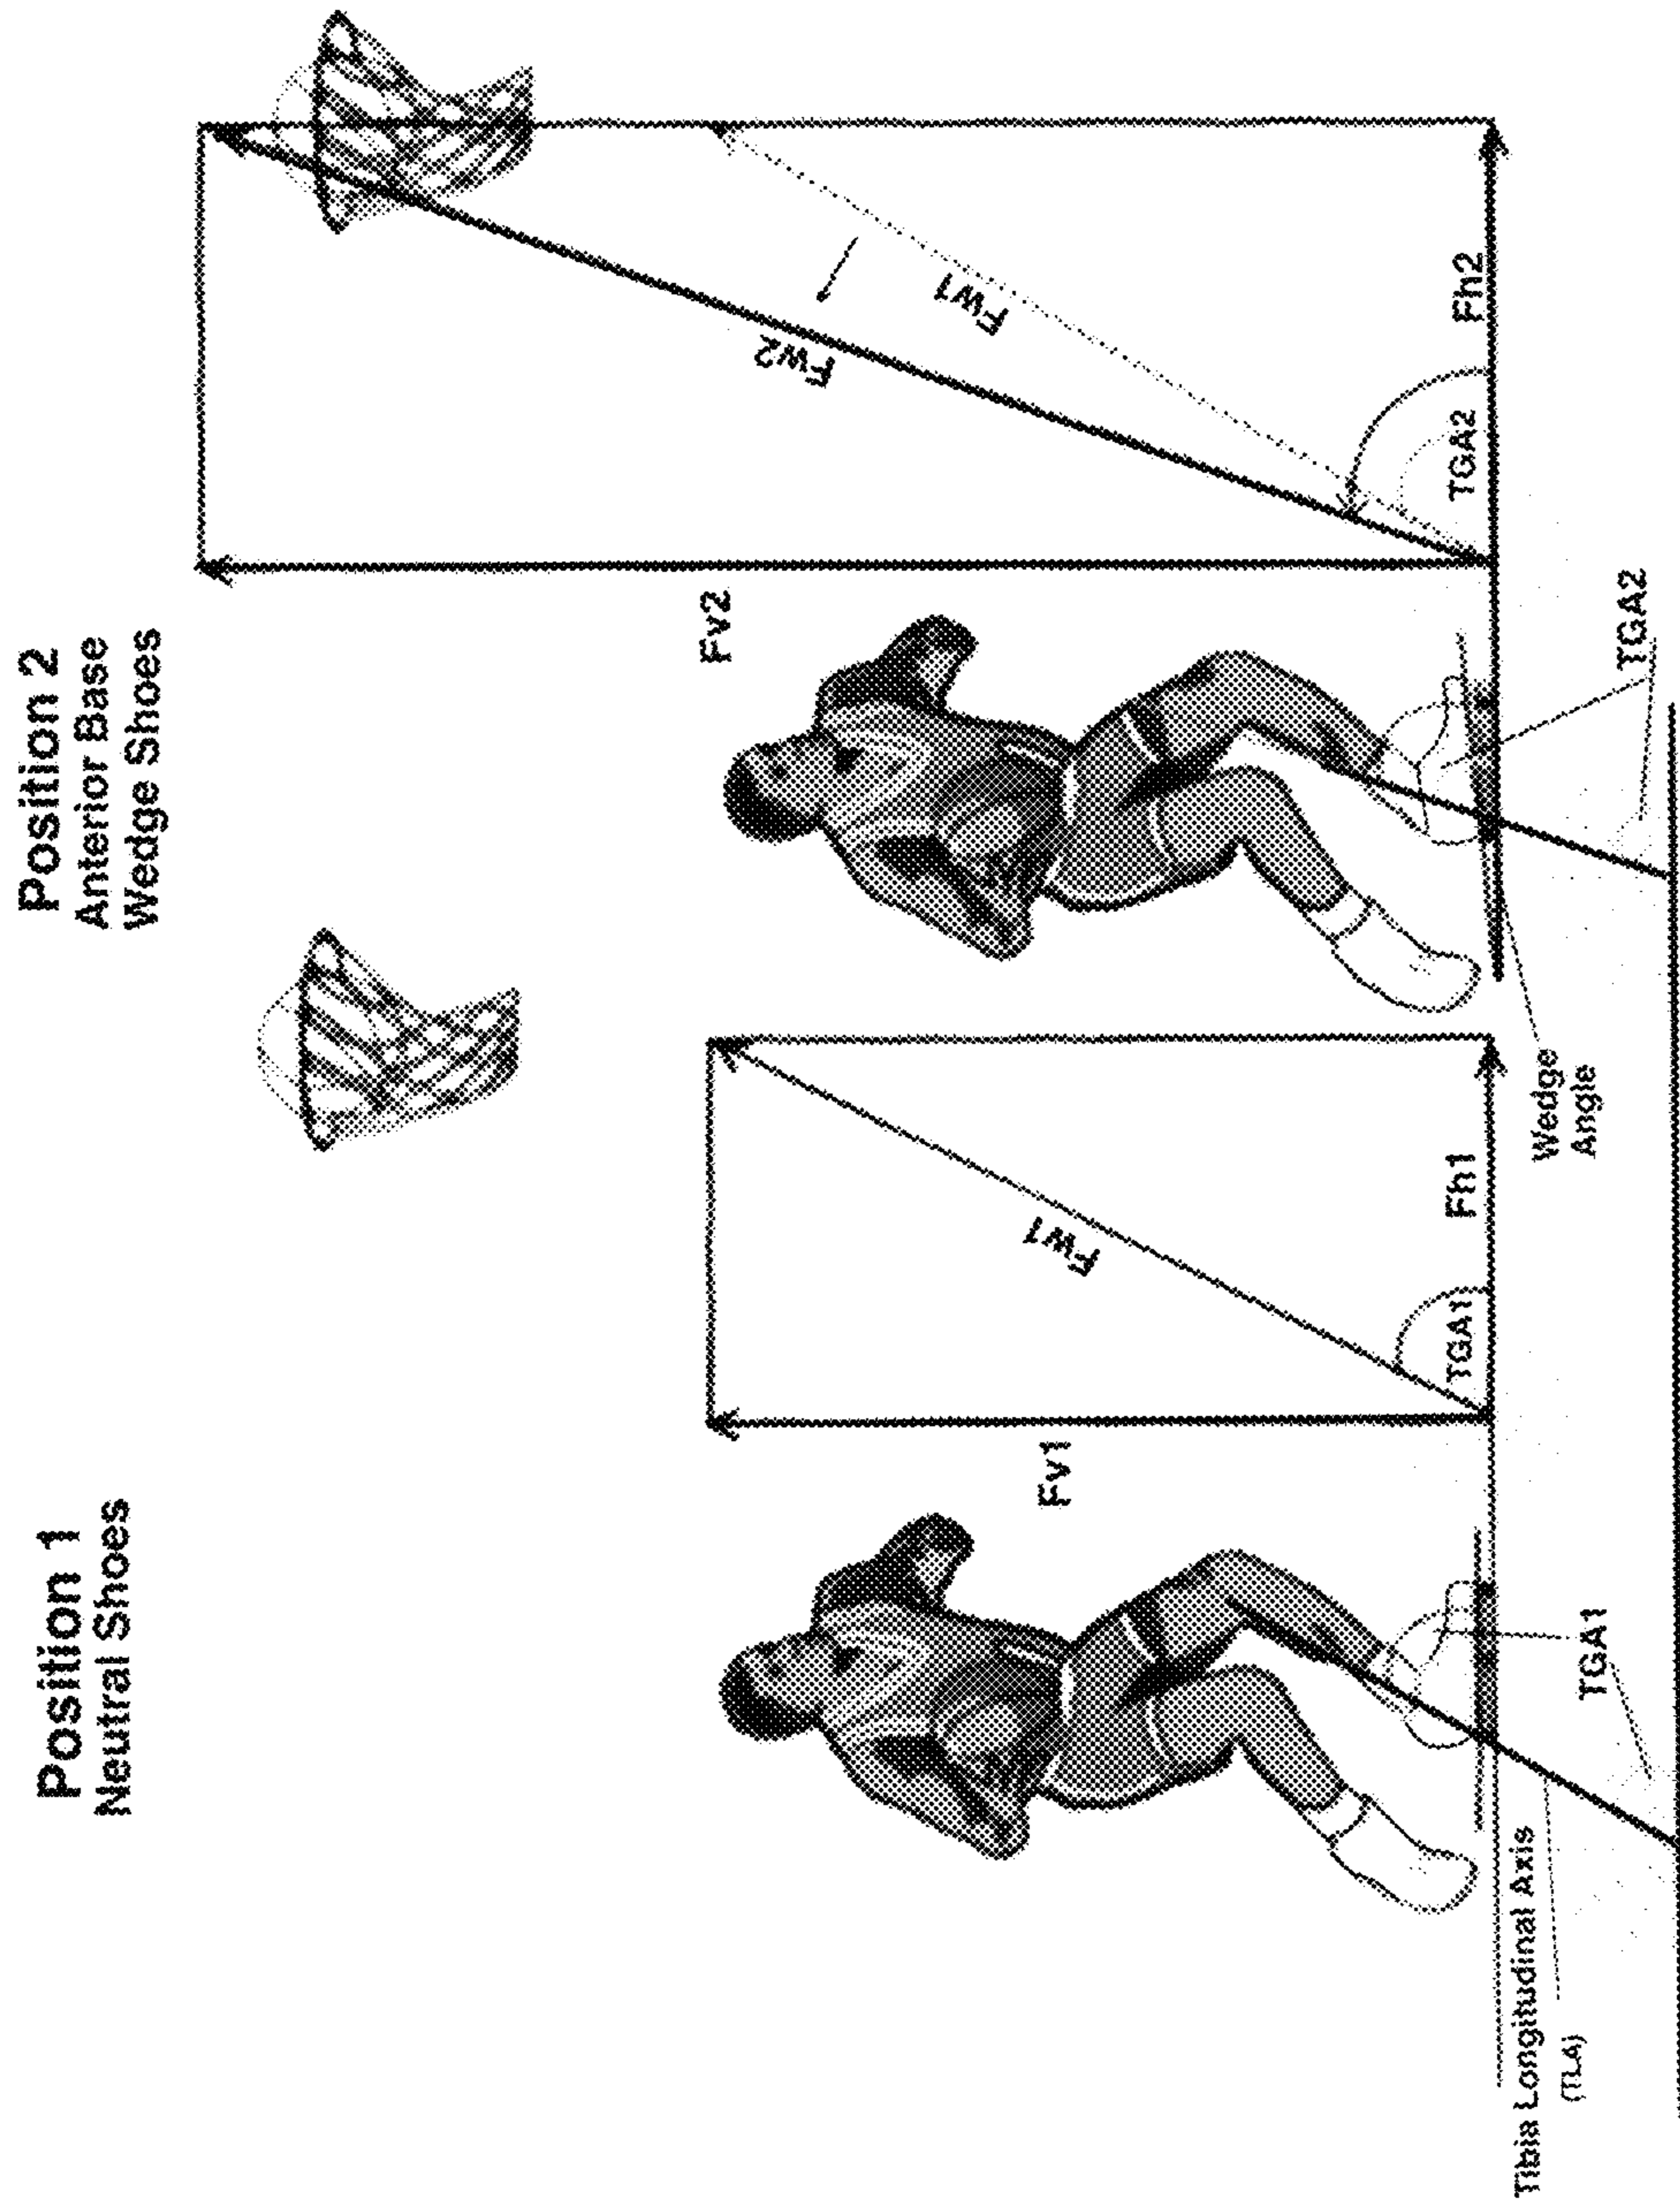 Position 1
Neutral Shoes
Position 2
Anterior Base
Wedge Shoes
Fv1
Fw1
TGA1
Fh1
Fv2
Fw2
Fw1
TGA2
Fh2
Tibia Longitudinal Axis
(TLA)
TGA1
Wedge
Angle
TGA2